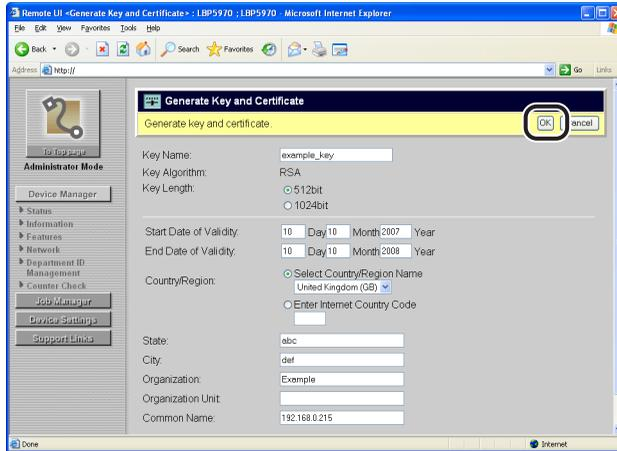 Remote UI <Generate Key and Certificate> : LBP5970 ; LBP5970 - Microsoft Internet Explorer
File Edit View Favorites Tools Help
Back Search Favorites
Address http:// Go Links
To Top page
Administrator Mode
Device Manager
Status
Information
Features
Network
Department ID
Management
Counter Check
Job Manager
Device Settings
Support Links
Generate Key and Certificate
Generate key and certificate.
OK Cancel
Key Name: example_key
Key Algorithm: RSA
Key Length: 512bit
1024bit
Start Date of Validity: 10 Day 10 Month 2007 Year
End Date of Validity: 10 Day 10 Month 2008 Year
Country/Region: Select Country/Region Name
United Kingdom (GB)
Enter Internet Country Code
State: abc
City: def
Organization: Example
Organization Unit:
Common Name: 192.168.0.215
Done Internet